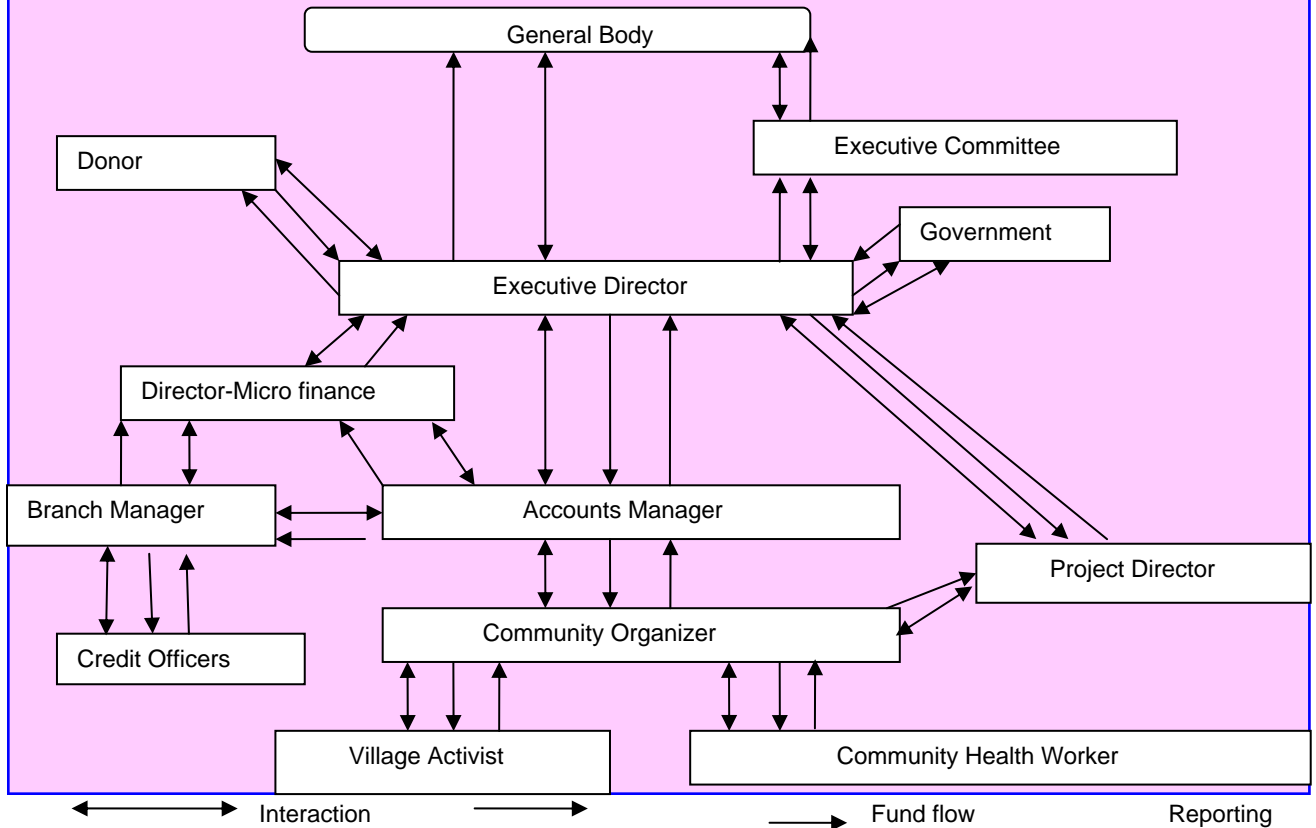 General Body
Executive Committee
Donor
Government
Executive Director
Director-Micro finance
Branch Manager
Accounts Manager
Project Director
Community Organizer
Credit Officers
Village Activist
Community Health Worker
Interaction Fund flow Reporting